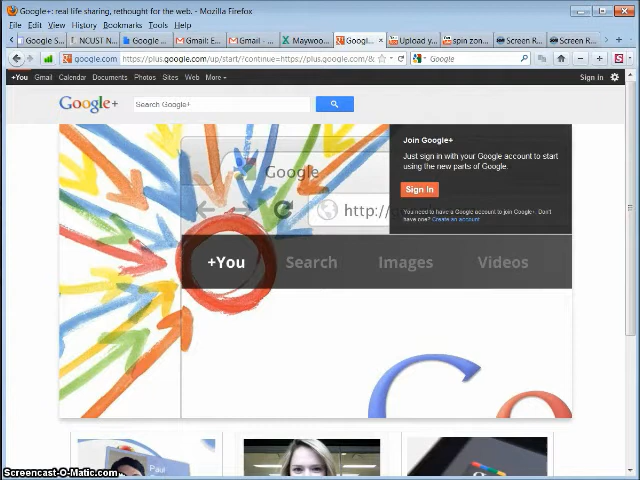 Google+: real life sharing, rethought for the web. - Mozilla Firefox
File Edit View History Bookmarks Tools Help
Google S NCUST N Google Gmail: E Gmail - Maywoo Googl... Upload y spin zon Screen R Screen R
google.com https://plus.google.com/up/start/?continue=https://plus.google.com/& Google
+You Gmail Calendar Documents Photos Sites Web More Sign in
Google+ Search Google+
Join Google+
Just sign in with your Google account to start
using the new parts of Google.
Sign In
You need to have a Google account to join Google+. Don't
have one? Create an account
Google
http://
+You Search Images Videos
Paul
Screencast-O-Matic.com